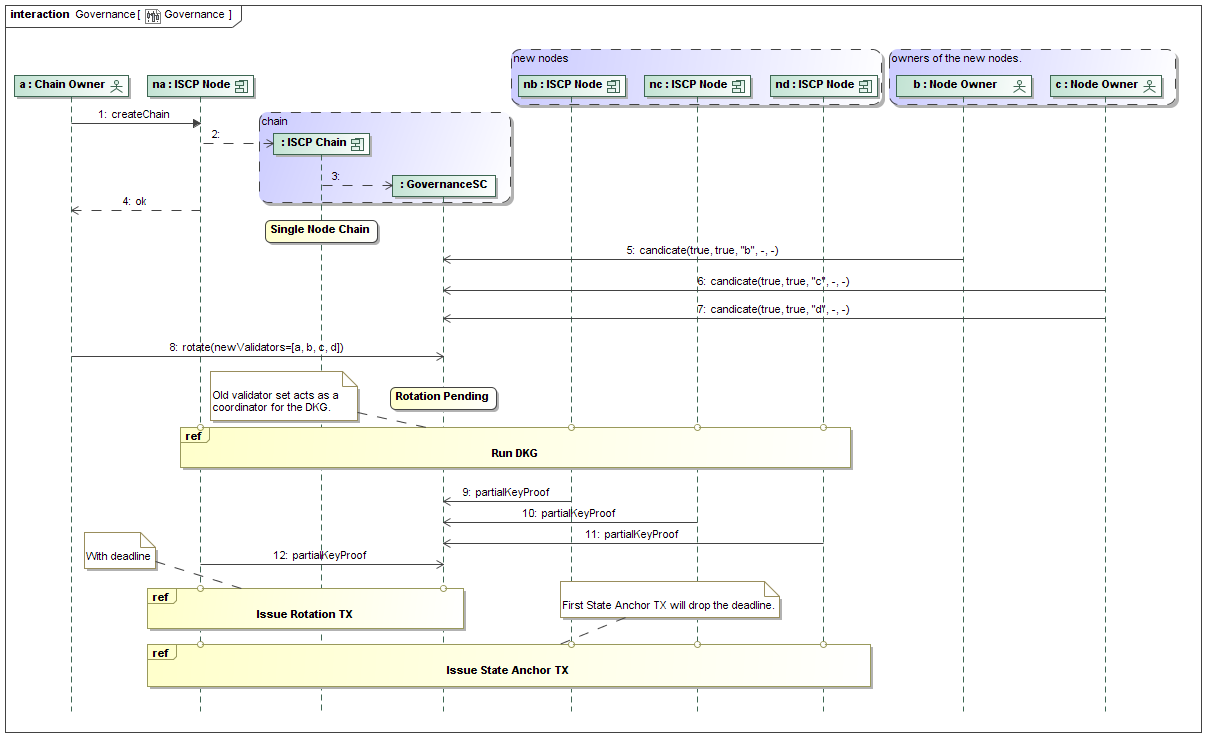 interaction Governance[ Governance ]
new nodes
owners of the new nodes.
a : Chain Owner
na : ISCP Node
nb : ISCP Node
nc : ISCP Node
nd : ISCP Node
b : Node Owner
c : Node Owner
1: createChain
chain
2:
: ISCP Chain
3:
: GovernanceSC
4: ok
Single Node Chain
5: candicate(true, true, "b", -, -)
6: candicate(true, true, "c", -, -)
7: candicate(true, true, "d", -, -)
8: rotate(newValidators=[a, b, c, d])
Old validator set acts as a
coordinator for the DKG.
Rotation Pending
ref
Run DKG
9: partialKeyProof
10: partialKeyProof
11: partialKeyProof
With deadline
12: partialKeyProof
ref
Issue Rotation TX
First State Anchor TX will drop the deadline.
ref
Issue State Anchor TX